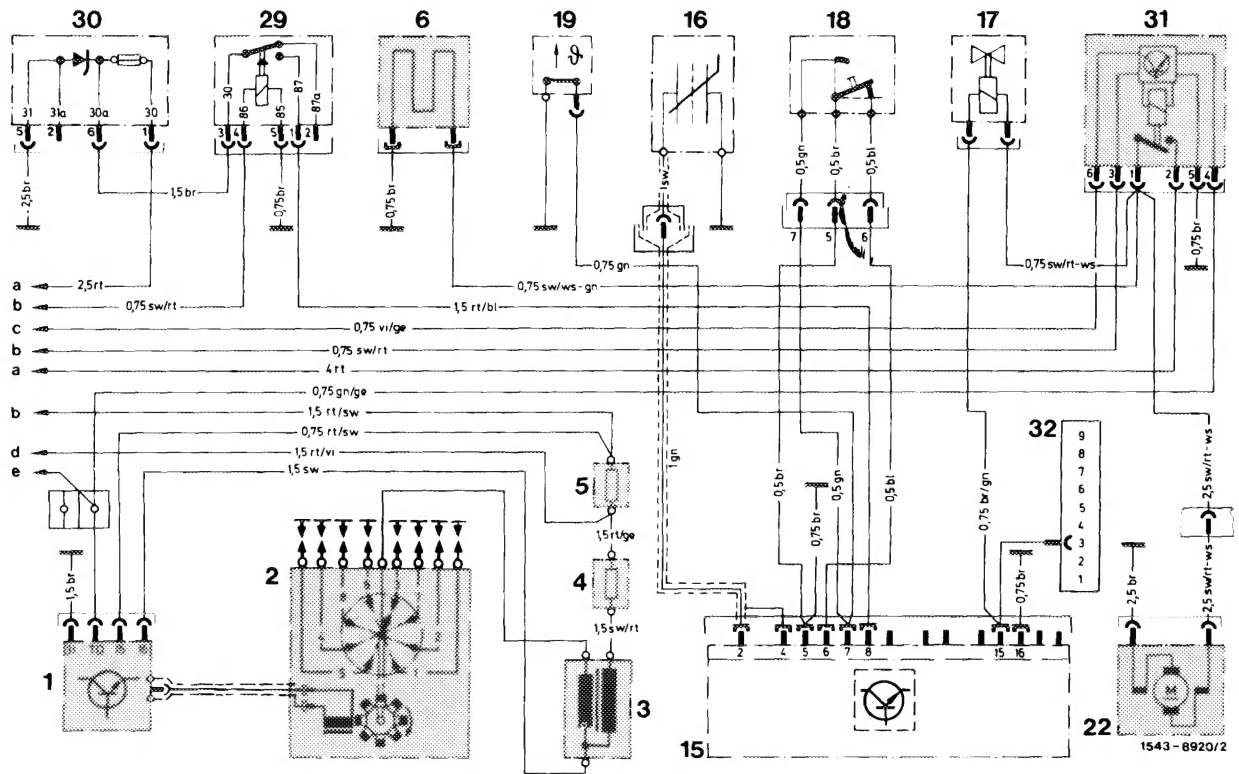 30 29 6 19 16 18 17 31
31 31a 30a 30
5 2 6 1
30 86 85 87 87a
3 4 5 1 2
6 3 1 2 5 4
2,5 br
1,5 br
0,75 br
0,75 br
1 sw
0,5 gn
0,5 br
0,5 bl
7 5 6
0,75 gn
0,75 sw/rt-ws
0,75 br
a 2,5 rt
0,75 sw/ws-gn
b 0,75 sw/rt
1,5 rt/bl
c 0,75 vi/ge
b 0,75 sw/rt
a 4 rt
0,75 gn/ge
b 1,5 rt/sw
0,75 rt/sw
d 1,5 rt/vi
e 1,5 sw
1 gn
0,5 br
0,75 br
0,5 gn
0,5 bl
0,75 br/gn
0,75 br
32
9
8
7
6
5
4
3
2
1
2,5 sw/rt-ws
2,5 sw/rt-ws
2,5 br
5
1,5 rt/ge
4
1,5 sw/rt
1,5 br
2
1
3
2 4 5 6 7 8 15 16
15
M
22
1543-8920/2